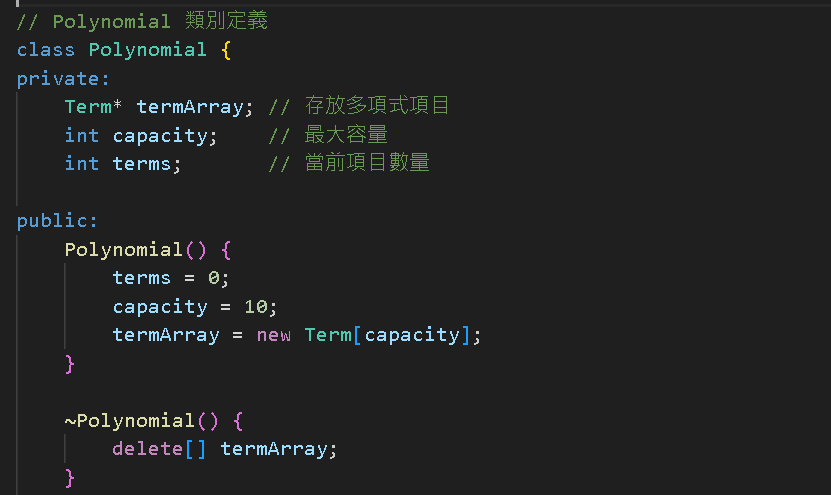 // Polynomial 類別定義
class Polynomial {
private:
    Term* termArray; // 存放多項式項目
    int capacity;    // 最大容量
    int terms;       // 當前項目數量
public:
    Polynomial() {
        terms = 0;
        capacity = 10;
        termArray = new Term[capacity];
    }
    ~Polynomial() {
        delete[] termArray;
    }